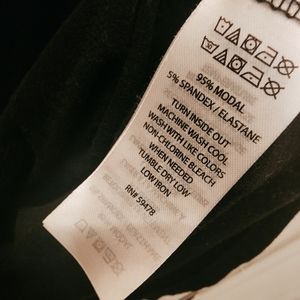 95% MODAL
5% SPANDEX / ELASTANE
TURN INSIDE OUT
MACHINE WASH COOL
WASH WITH LIKE COLORS
NON-CHLORINE BLEACH
WHEN NEEDED
TUMBLE DRY LOW
LOW IRON
RN# 59478